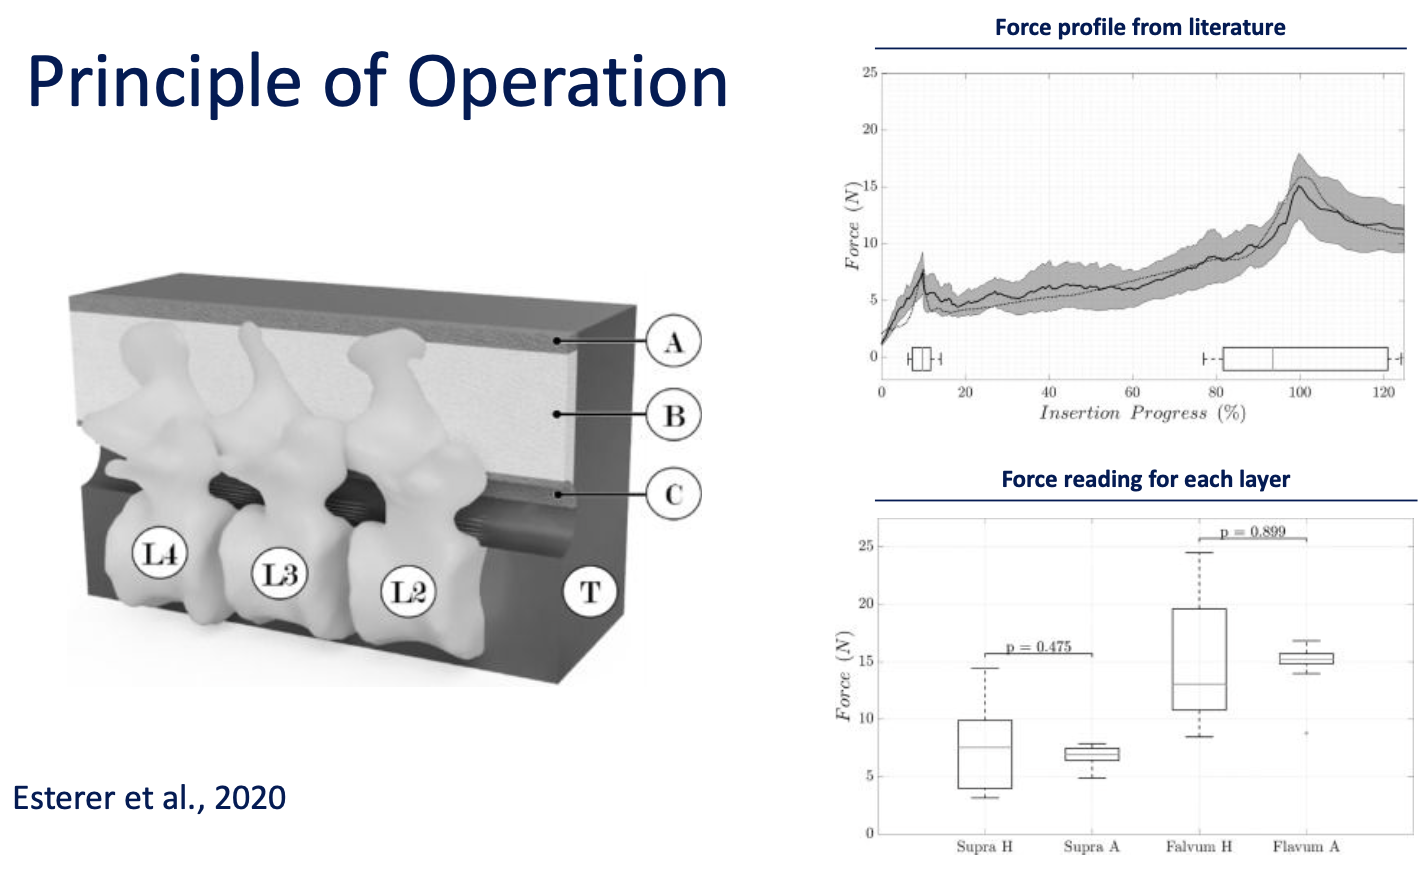 Principle of Operation
A
B
C
L4
L3
L2
T
Esterer et al., 2020
Force profile from literature
25
20
15
10
5
0
Force (N)
0 20 40 60 80 100 120
Insertion Progress (%)
Force reading for each layer
p = 0.899
p = 0.475
25
20
15
10
5
0
Force (N)
Supra H Supra A Falvum H Flavum A